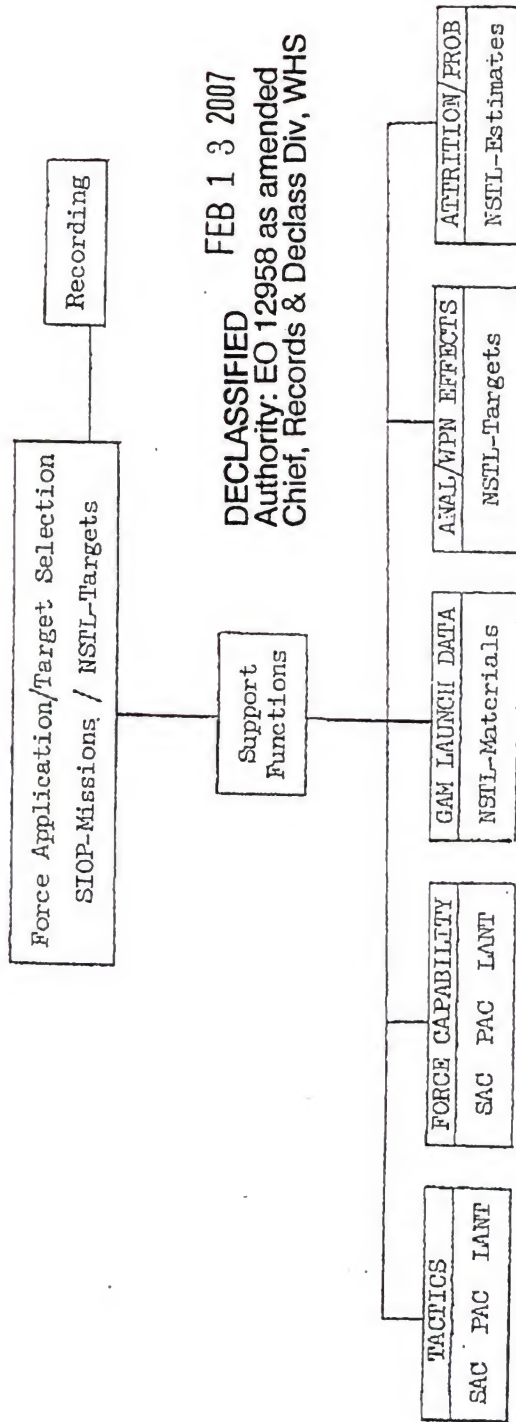 Force Application/Target Selection
SIOP-Missions / NSTL-Targets
Recording
DECLASSIFIED FEB 1 3 2007
Authority: EO 12958 as amended
Chief, Records & Declass Div, WHS
Support
Functions
TACTICS
SAC PAC LANT
FORCE CAPABILITY
SAC PAC LANT
GAM LAUNCH DATA
NSTL-Materials
ANAL/WPN EFFECTS
NSTL-Targets
ATTRITION/PROB
NSTL-Estimates